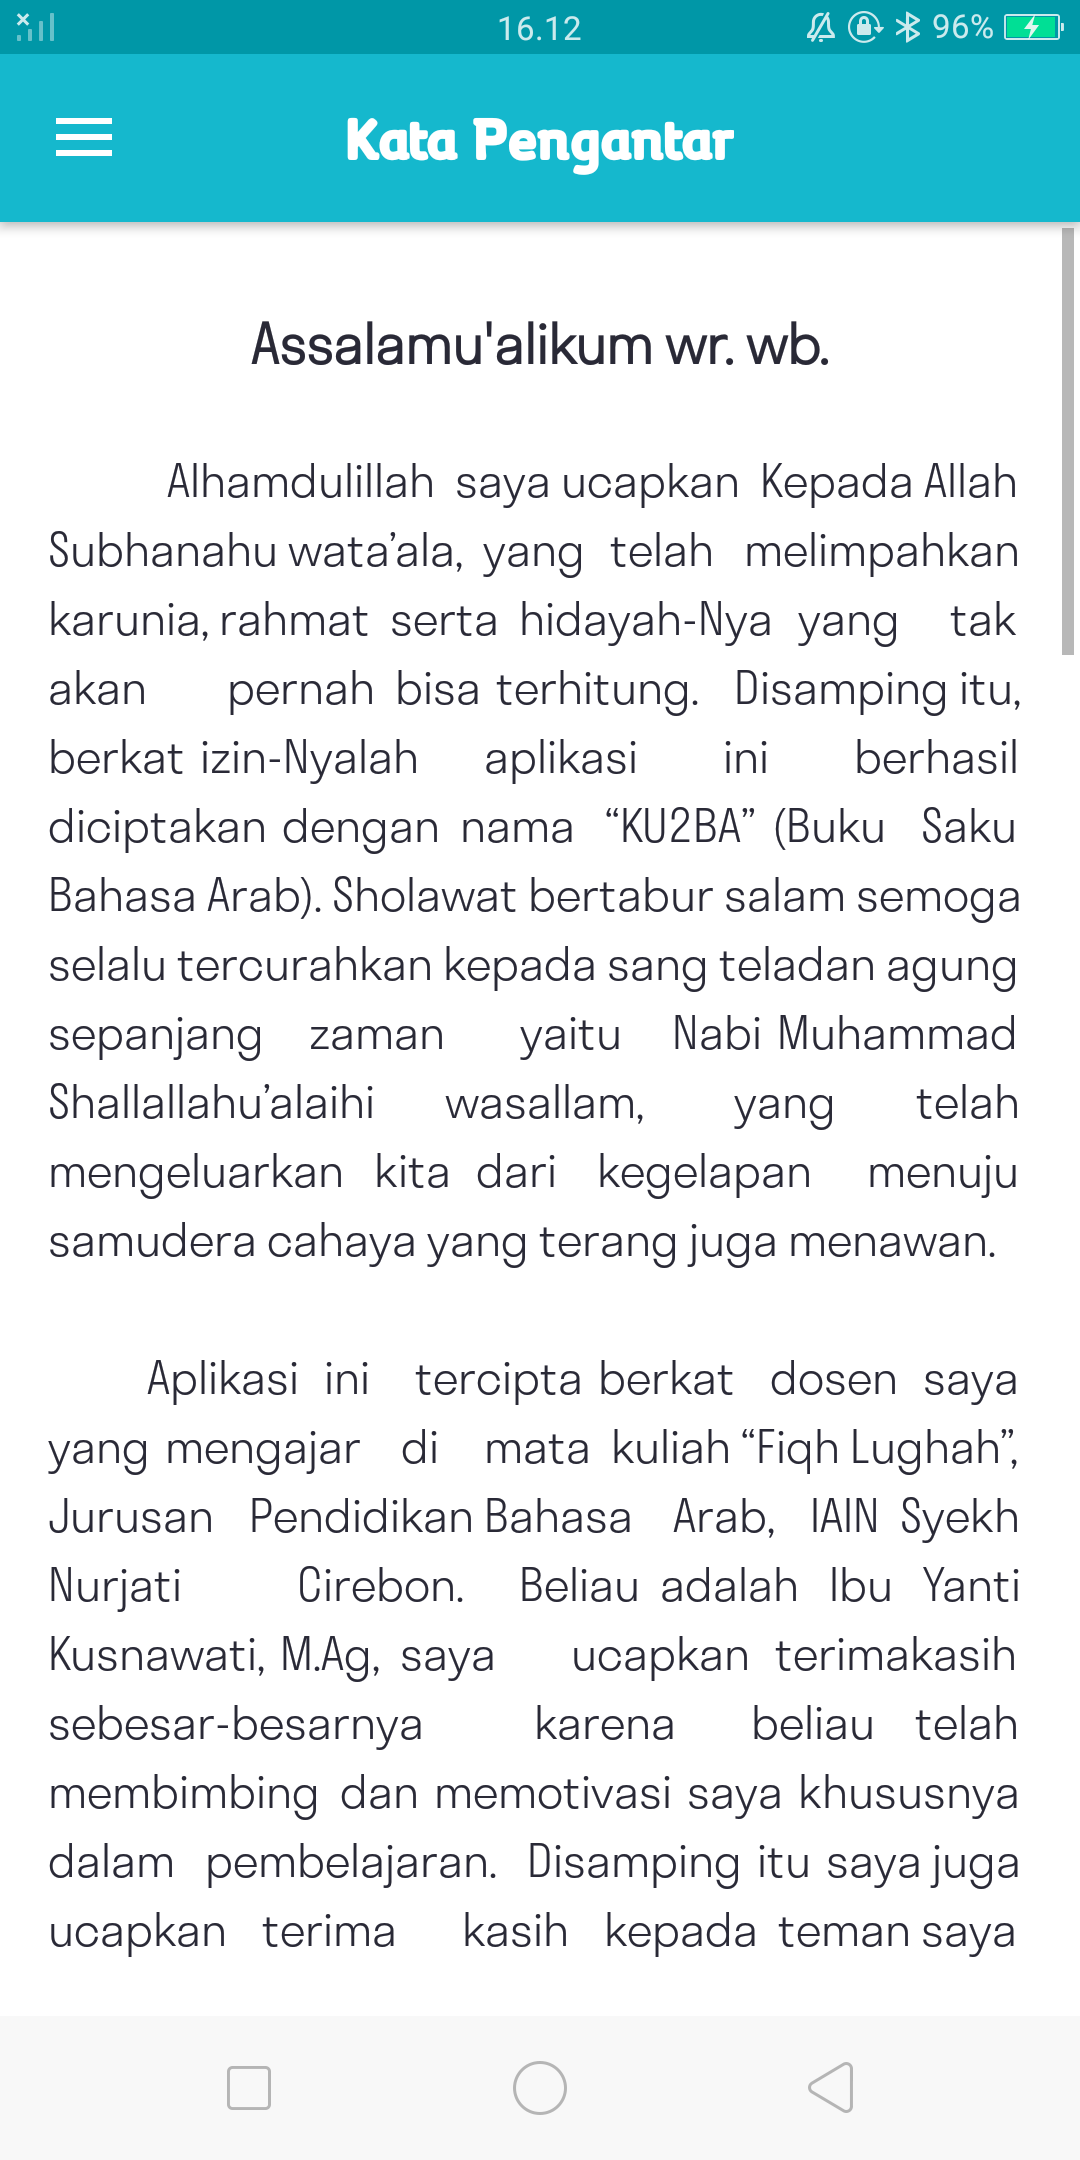 16.12
96%
Kata Pengantar
Assalamu'alikum wr. wb.
Alhamdulillah saya ucapkan Kepada Allah
Subhanahu wata’ala, yang telah melimpahkan
karunia, rahmat serta hidayah-Nya yang tak
akan pernah bisa terhitung. Disamping itu,
berkat izin-Nyalah aplikasi ini berhasil
diciptakan dengan nama “KU2BA” (Buku Saku
Bahasa Arab). Sholawat bertabur salam semoga
selalu tercurahkan kepada sang teladan agung
sepanjang zaman yaitu Nabi Muhammad
Shallallahu’alaihi wasallam, yang telah
mengeluarkan kita dari kegelapan menuju
samudera cahaya yang terang juga menawan.
Aplikasi ini tercipta berkat dosen saya
yang mengajar di mata kuliah “Fiqh Lughah”,
Jurusan Pendidikan Bahasa Arab, IAIN Syekh
Nurjati Cirebon. Beliau adalah Ibu Yanti
Kusnawati, M.Ag, saya ucapkan terimakasih
sebesar-besarnya karena beliau telah
membimbing dan memotivasi saya khususnya
dalam pembelajaran. Disamping itu saya juga
ucapkan terima kasih kepada teman saya